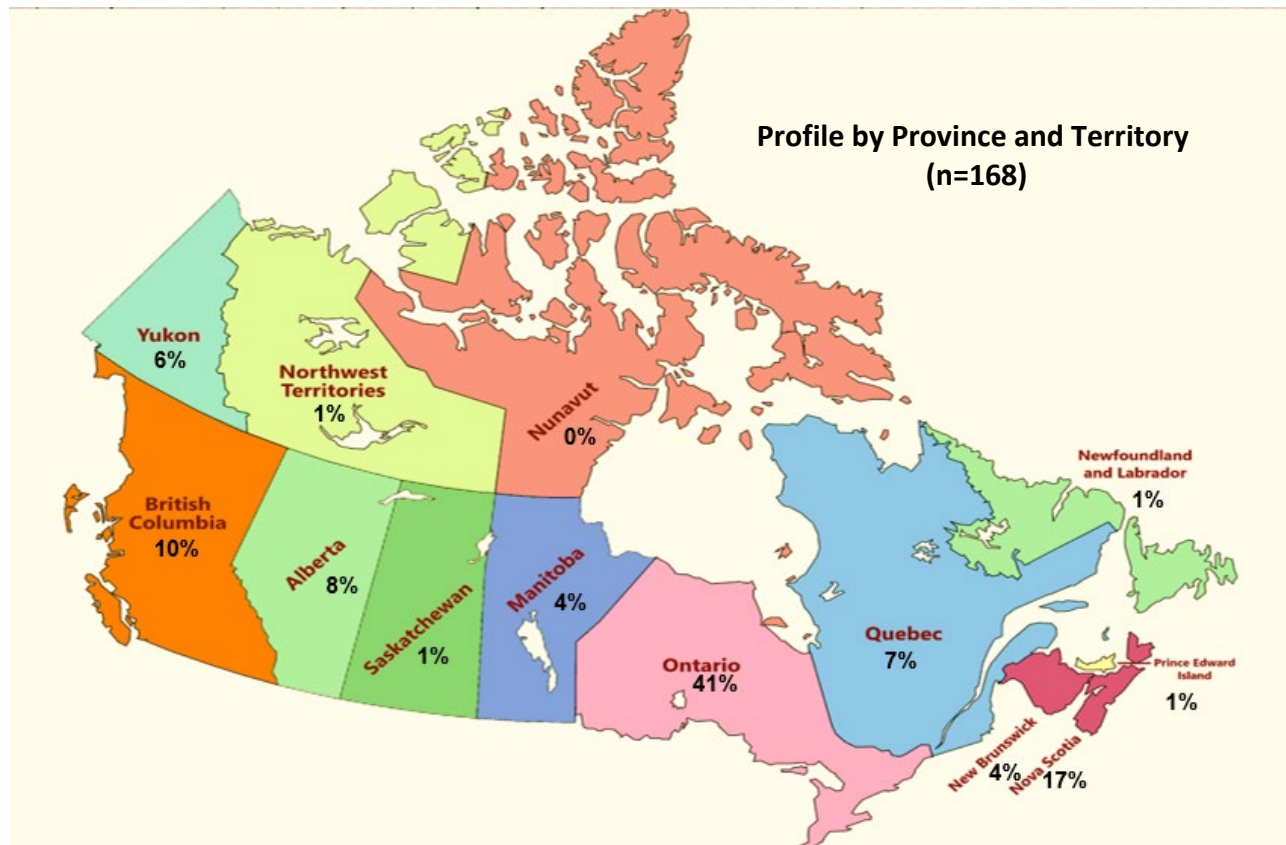 Profile by Province and Territory
(n=168)
Yukon
6%
Northwest
Territories
1%
Nunavut
0%
British
Columbia
10%
Alberta
8%
Saskatchewan
1%
Manitoba
4%
Ontario
41%
Quebec
7%
Newfoundland
and Labrador
1%
Prince Edward
Island
1%
New Brunswick
4%
Nova Scotia
17%